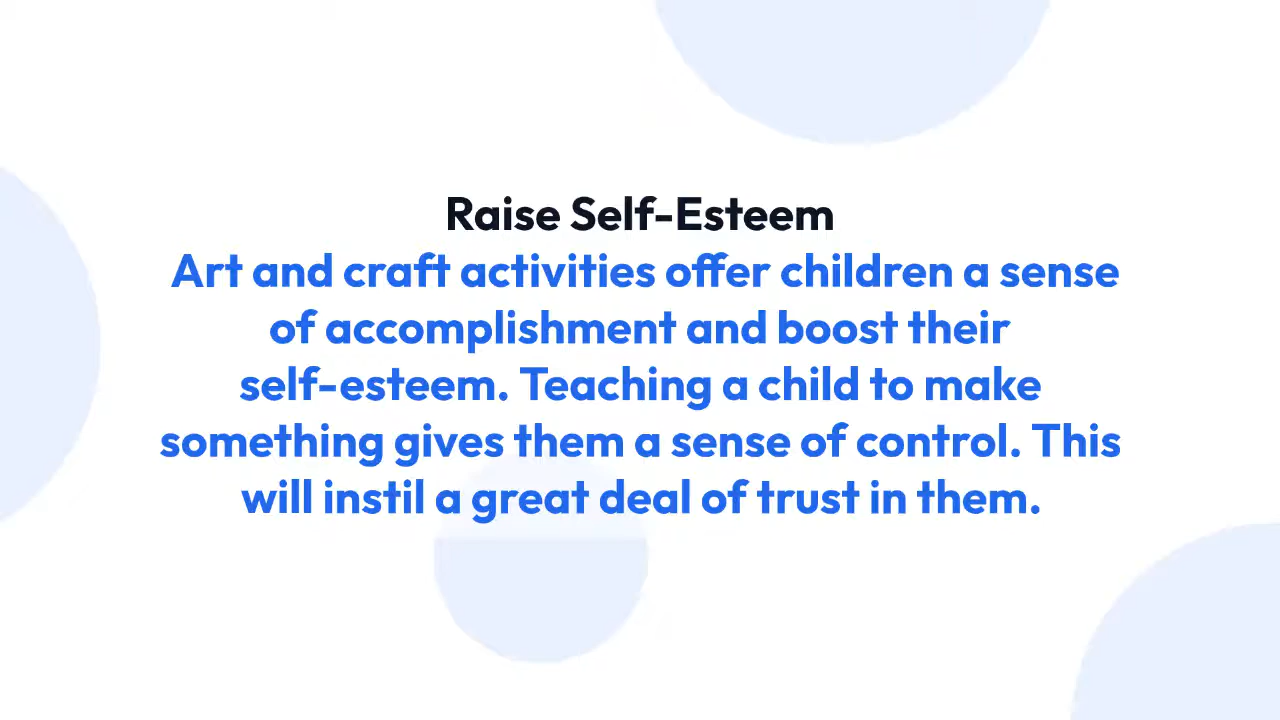 Raise Self-Esteem
Art and craft activities offer children a sense
of accomplishment and boost their
self-esteem. Teaching a child to make
something gives them a sense of control. This
will instil a great deal of trust in them.